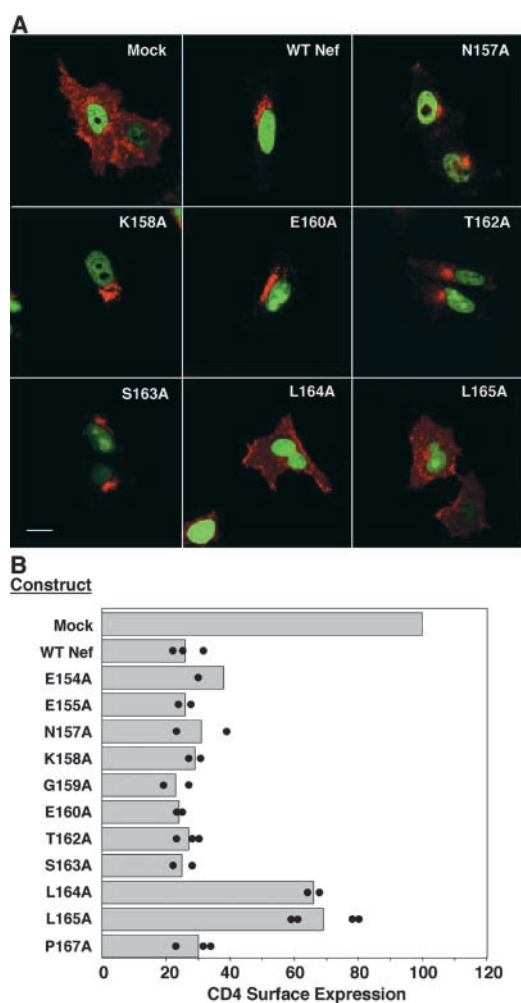 A
Mock
WT Nef
N157A
K158A
E160A
T162A
S163A
L164A
L165A
B
Construct
Mock
WT Nef
E154A
E155A
N157A
K158A
G159A
E160A
T162A
S163A
L164A
L165A
P167A
0 20 40 60 80 100 120
CD4 Surface Expression